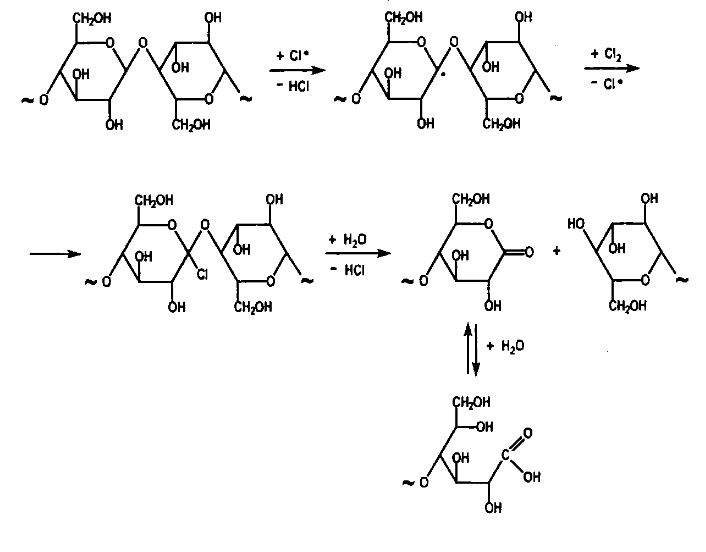 CH₂OH OH CH₂OH OH
O O O O
OH OH + Cl• OH OH + Cl₂
- HCl • - Cl•
~ O O ~ ~ O O ~
OH CH₂OH OH CH₂OH
CH₂OH OH CH₂OH OH
O O O HO
OH OH + H₂O OH O + OH
- HCl
~ O Cl O ~ ~ O O ~
OH CH₂OH OH CH₂OH
+ H₂O
CH₂OH
OH O
OH C
~ O OH
OH